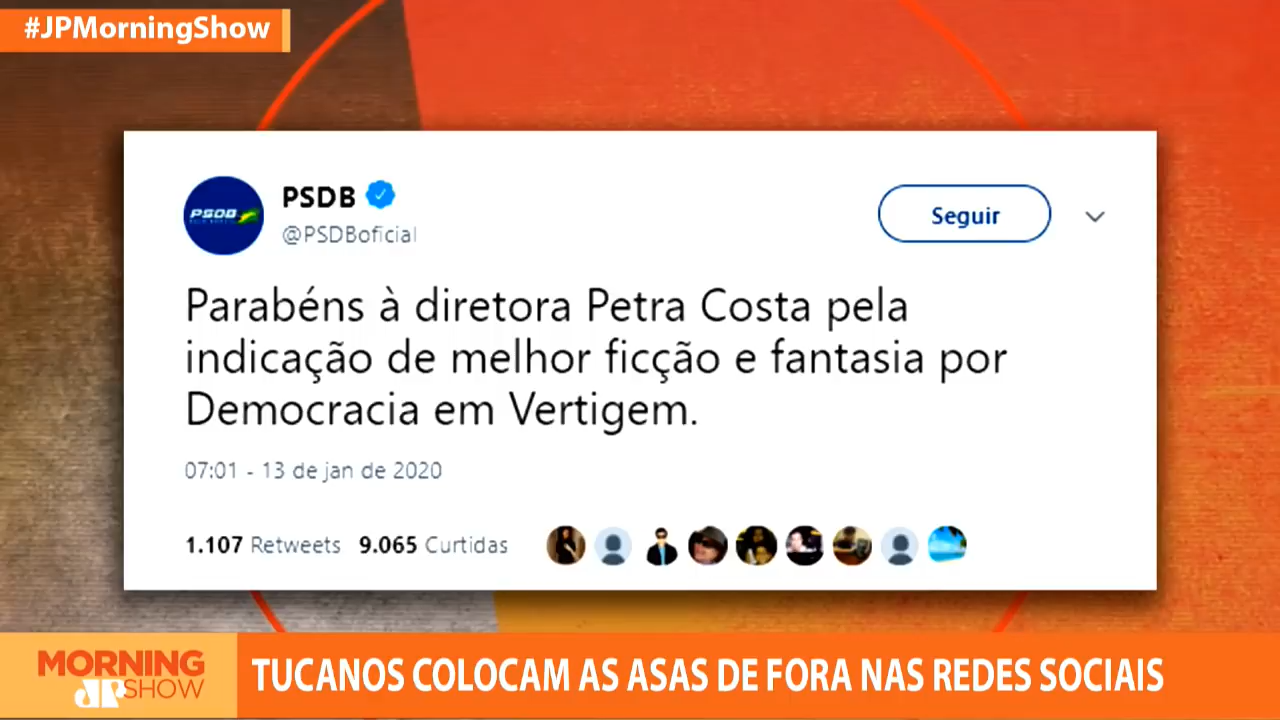 #JPMorningShow
PSDB
PSDB
@PSDBoficial
Seguir
Parabéns à diretora Petra Costa pela
indicação de melhor ficção e fantasia por
Democracia em Vertigem.
07:01 - 13 de jan de 2020
1.107 Retweets 9.065 Curtidas
MORNING
JP SHOW
TUCANOS COLOCAM AS ASAS DE FORA NAS REDES SOCIAIS